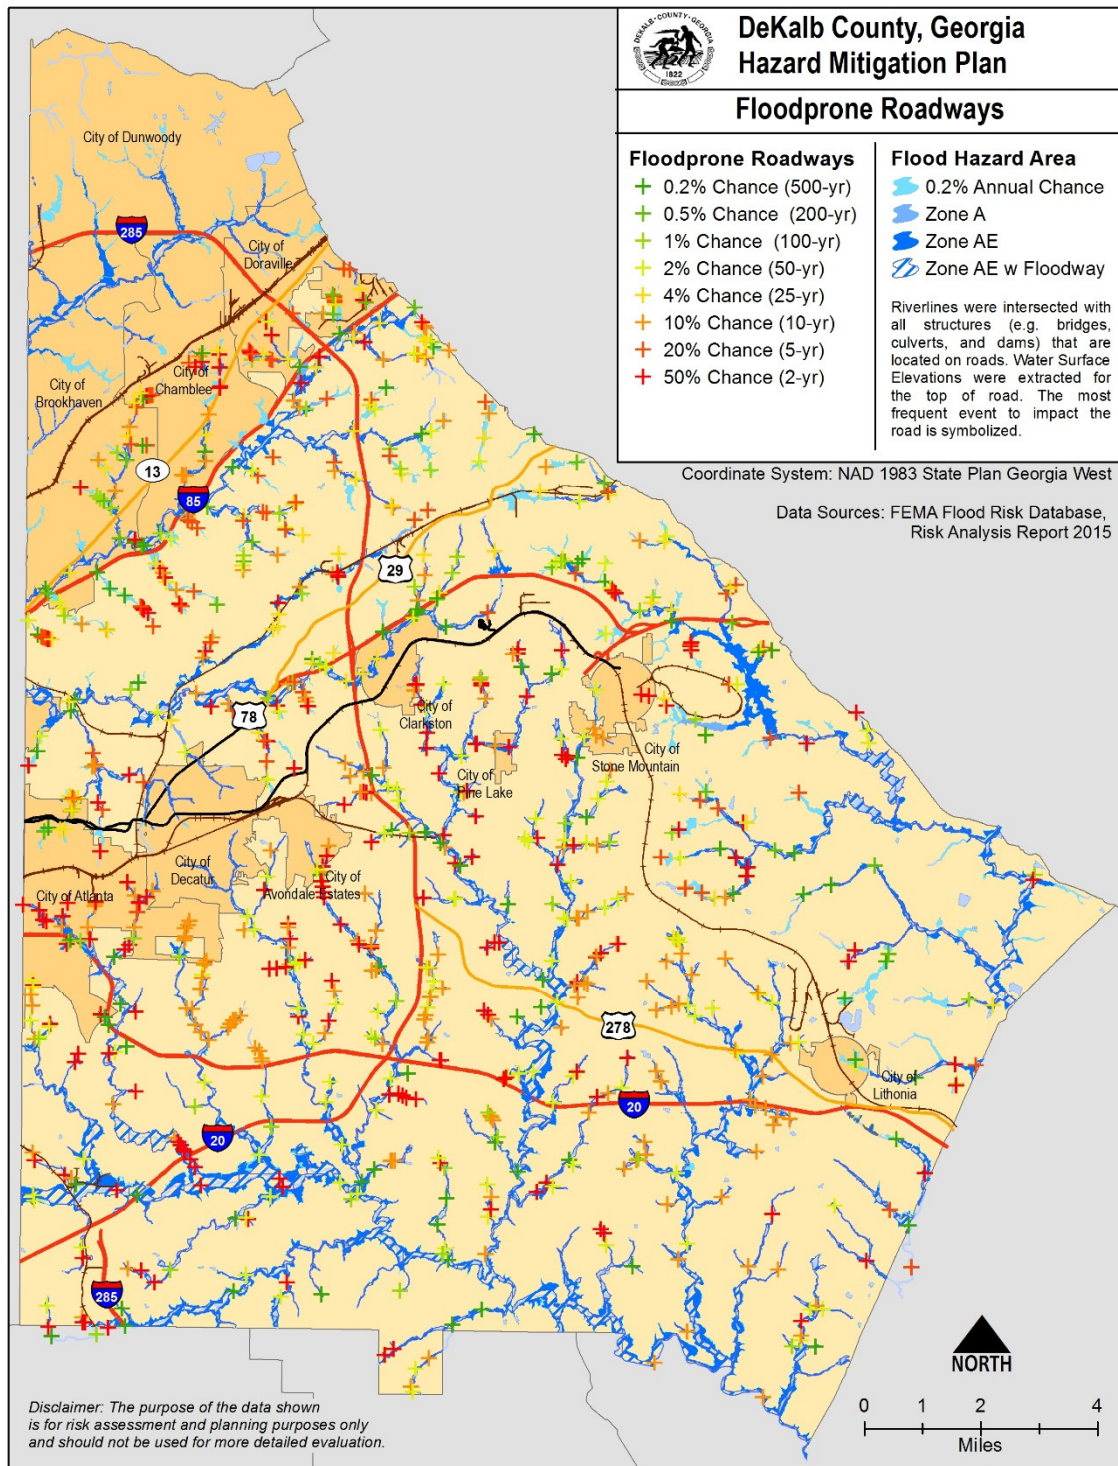 DEKALB·COUNTY·GEORGIA
1822
DeKalb County, Georgia
Hazard Mitigation Plan
Floodprone Roadways
Floodprone Roadways
0.2% Chance (500-yr)
0.5% Chance (200-yr)
1% Chance (100-yr)
2% Chance (50-yr)
4% Chance (25-yr)
10% Chance (10-yr)
20% Chance (5-yr)
50% Chance (2-yr)
Flood Hazard Area
0.2% Annual Chance
Zone A
Zone AE
Zone AE w Floodway
Riverlines were intersected with
all structures (e.g. bridges,
culverts, and dams) that are
located on roads. Water Surface
Elevations were extracted for
the top of road. The most
frequent event to impact the
road is symbolized.
Coordinate System: NAD 1983 State Plan Georgia West
Data Sources: FEMA Flood Risk Database,
Risk Analysis Report 2015
City of Dunwoody
285
City of
Doraville
City of
Chamblee
City of
Brookhaven
13
85
29
78
City of
Clarkston
City of
Pine Lake
City of
Stone Mountain
City of
Decatur
City of
Avondale Estates
City of Atlanta
278
City of
Lithonia
20
20
285
NORTH
0 1 2 4
Miles
Disclaimer: The purpose of the data shown
is for risk assessment and planning purposes only
and should not be used for more detailed evaluation.